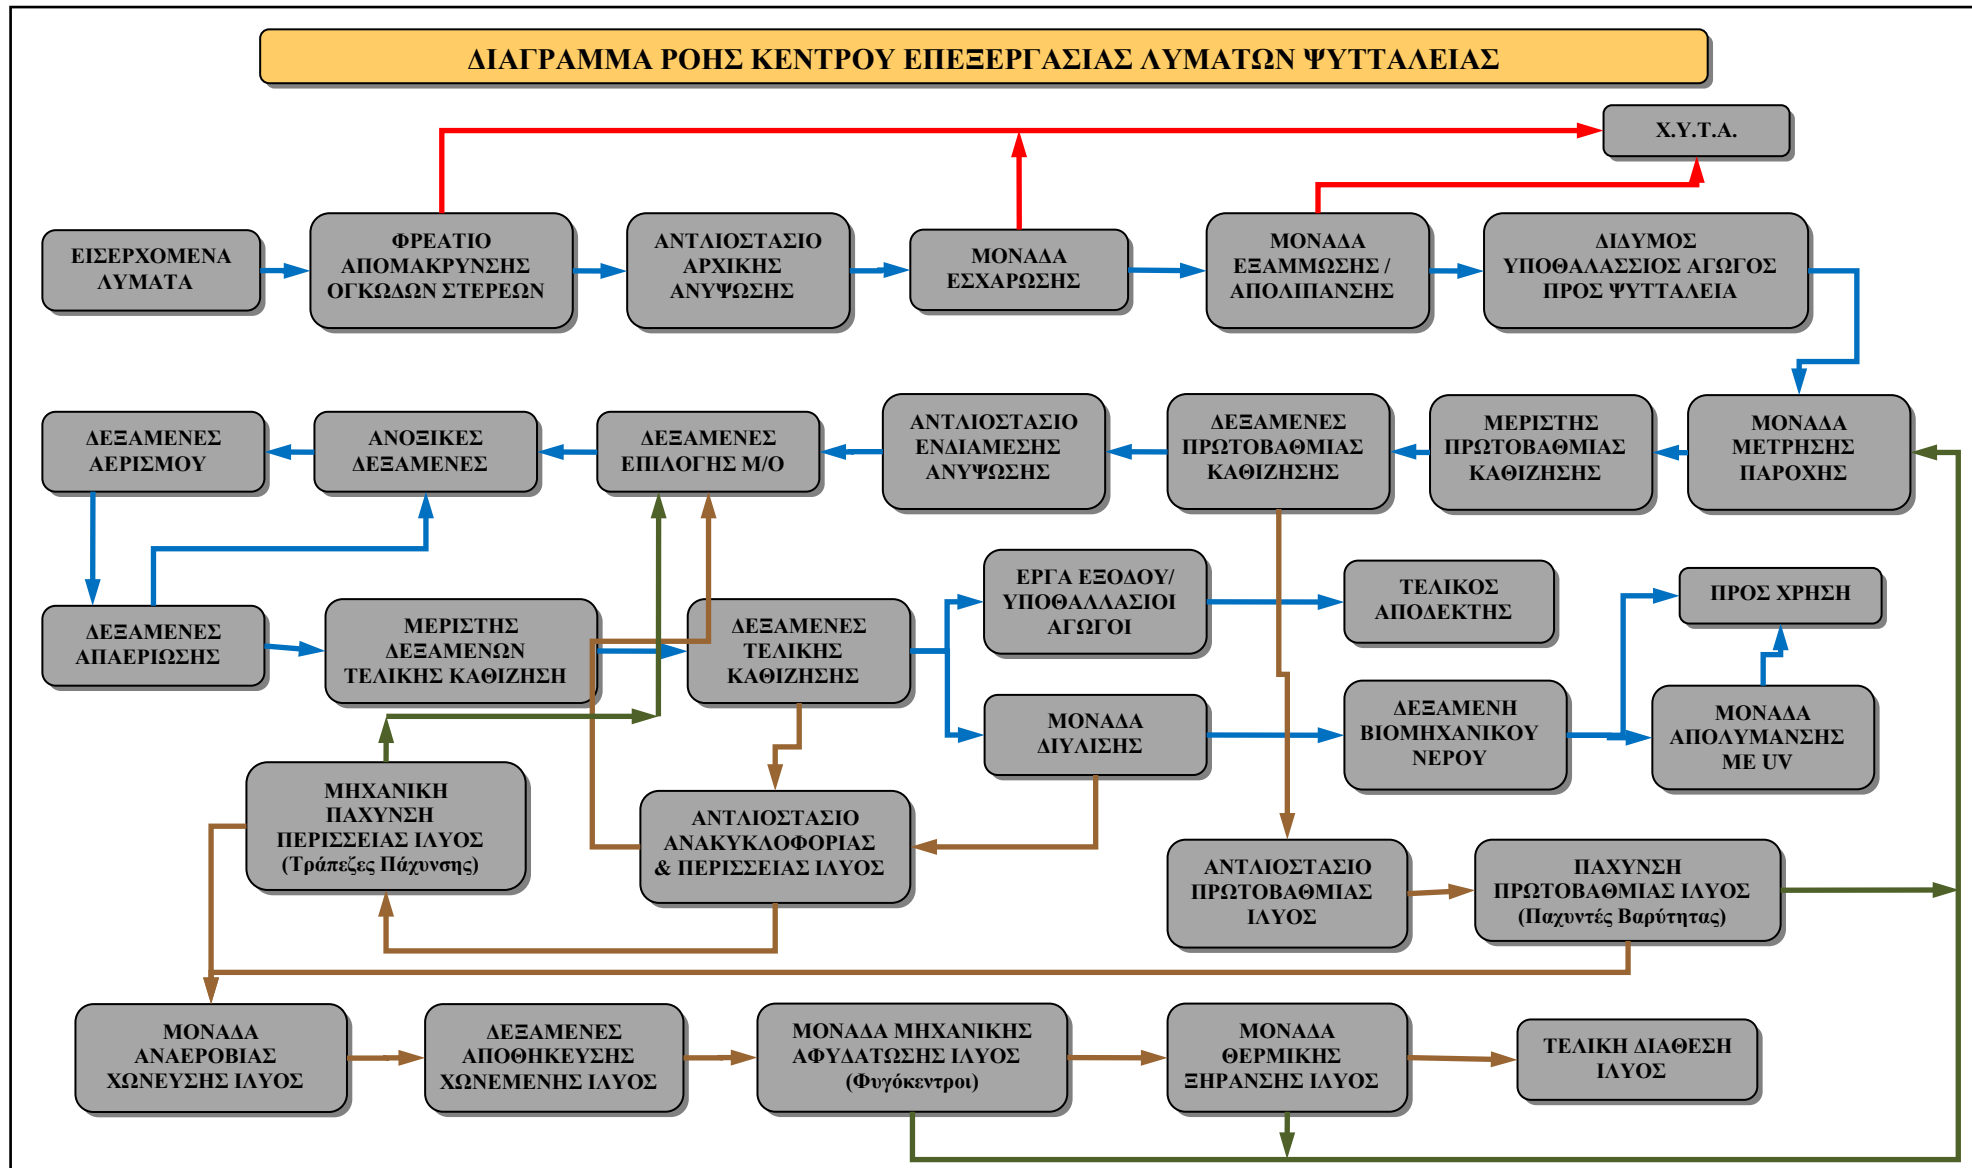 ΔΙΑΓΡΑΜΜΑ ΡΟΗΣ ΚΕΝΤΡΟΥ ΕΠΕΞΕΡΓΑΣΙΑΣ ΛΥΜΑΤΩΝ ΨΥΤΤΑΛΕΙΑΣ
Χ.Υ.Τ.Α.
ΕΙΣΕΡΧΟΜΕΝΑ
ΛΥΜΑΤΑ
ΦΡΕΑΤΙΟ
ΑΠΟΜΑΚΡΥΝΣΗΣ
ΟΓΚΩΔΩΝ ΣΤΕΡΕΩΝ
ΑΝΤΛΙΟΣΤΑΣΙΟ
ΑΡΧΙΚΗΣ
ΑΝΥΨΩΣΗΣ
ΜΟΝΑΔΑ
ΕΣΧΑΡΩΣΗΣ
ΜΟΝΑΔΑ
ΕΞΑΜΜΩΣΗΣ /
ΑΠΟΛΙΠΑΝΣΗΣ
ΔΙΔΥΜΟΣ
ΥΠΟΘΑΛΑΣΣΙΟΣ ΑΓΩΓΟΣ
ΠΡΟΣ ΨΥΤΤΑΛΕΙΑ
ΔΕΞΑΜΕΝΕΣ
ΑΕΡΙΣΜΟΥ
ΑΝΟΞΙΚΕΣ
ΔΕΞΑΜΕΝΕΣ
ΔΕΞΑΜΕΝΕΣ
ΕΠΙΛΟΓΗΣ Μ/Ο
ΑΝΤΛΙΟΣΤΑΣΙΟ
ΕΝΔΙΑΜΕΣΗΣ
ΑΝΥΨΩΣΗΣ
ΔΕΞΑΜΕΝΕΣ
ΠΡΩΤΟΒΑΘΜΙΑΣ
ΚΑΘΙΖΗΣΗΣ
ΜΕΡΙΣΤΗΣ
ΠΡΩΤΟΒΑΘΜΙΑΣ
ΚΑΘΙΖΗΣΗΣ
ΜΟΝΑΔΑ
ΜΕΤΡΗΣΗΣ
ΠΑΡΟΧΗΣ
ΔΕΞΑΜΕΝΕΣ
ΑΠΑΕΡΙΩΣΗΣ
ΜΕΡΙΣΤΗΣ
ΔΕΞΑΜΕΝΩΝ
ΤΕΛΙΚΗΣ ΚΑΘΙΖΗΣΗ
ΔΕΞΑΜΕΝΕΣ
ΤΕΛΙΚΗΣ
ΚΑΘΙΖΗΣΗΣ
ΕΡΓΑ ΕΞΟΔΟΥ/
ΥΠΟΘΑΛΛΑΣΙΟΙ
ΑΓΩΓΟΙ
ΤΕΛΙΚΟΣ
ΑΠΟΔΕΚΤΗΣ
ΠΡΟΣ ΧΡΗΣΗ
ΜΟΝΑΔΑ
ΔΙΥΛΙΣΗΣ
ΔΕΞΑΜΕΝΗ
ΒΙΟΜΗΧΑΝΙΚΟΥ
ΝΕΡΟΥ
ΜΟΝΑΔΑ
ΑΠΟΛΥΜΑΝΣΗΣ
ΜΕ UV
ΜΗΧΑΝΙΚΗ
ΠΑΧΥΝΣΗ
ΠΕΡΙΣΣΕΙΑΣ ΙΛΥΟΣ
(Τράπεζες Πάχυνσης)
ΑΝΤΛΙΟΣΤΑΣΙΟ
ΑΝΑΚΥΚΛΟΦΟΡΙΑΣ
& ΠΕΡΙΣΣΕΙΑΣ ΙΛΥΟΣ
ΑΝΤΛΙΟΣΤΑΣΙΟ
ΠΡΩΤΟΒΑΘΜΙΑΣ
ΙΛΥΟΣ
ΠΑΧΥΝΣΗ
ΠΡΩΤΟΒΑΘΜΙΑΣ ΙΛΥΟΣ
(Παχυντές Βαρύτητας)
ΜΟΝΑΔΑ
ΑΝΑΕΡΟΒΙΑΣ
ΧΩΝΕΥΣΗΣ ΙΛΥΟΣ
ΔΕΞΑΜΕΝΕΣ
ΑΠΟΘΗΚΕΥΣΗΣ
ΧΩΝΕΜΕΝΗΣ ΙΛΥΟΣ
ΜΟΝΑΔΑ ΜΗΧΑΝΙΚΗΣ
ΑΦΥΔΑΤΩΣΗΣ ΙΛΥΟΣ
(Φυγόκεντροι)
ΜΟΝΑΔΑ
ΘΕΡΜΙΚΗΣ
ΞΗΡΑΝΣΗΣ ΙΛΥΟΣ
ΤΕΛΙΚΗ ΔΙΑΘΕΣΗ
ΙΛΥΟΣ